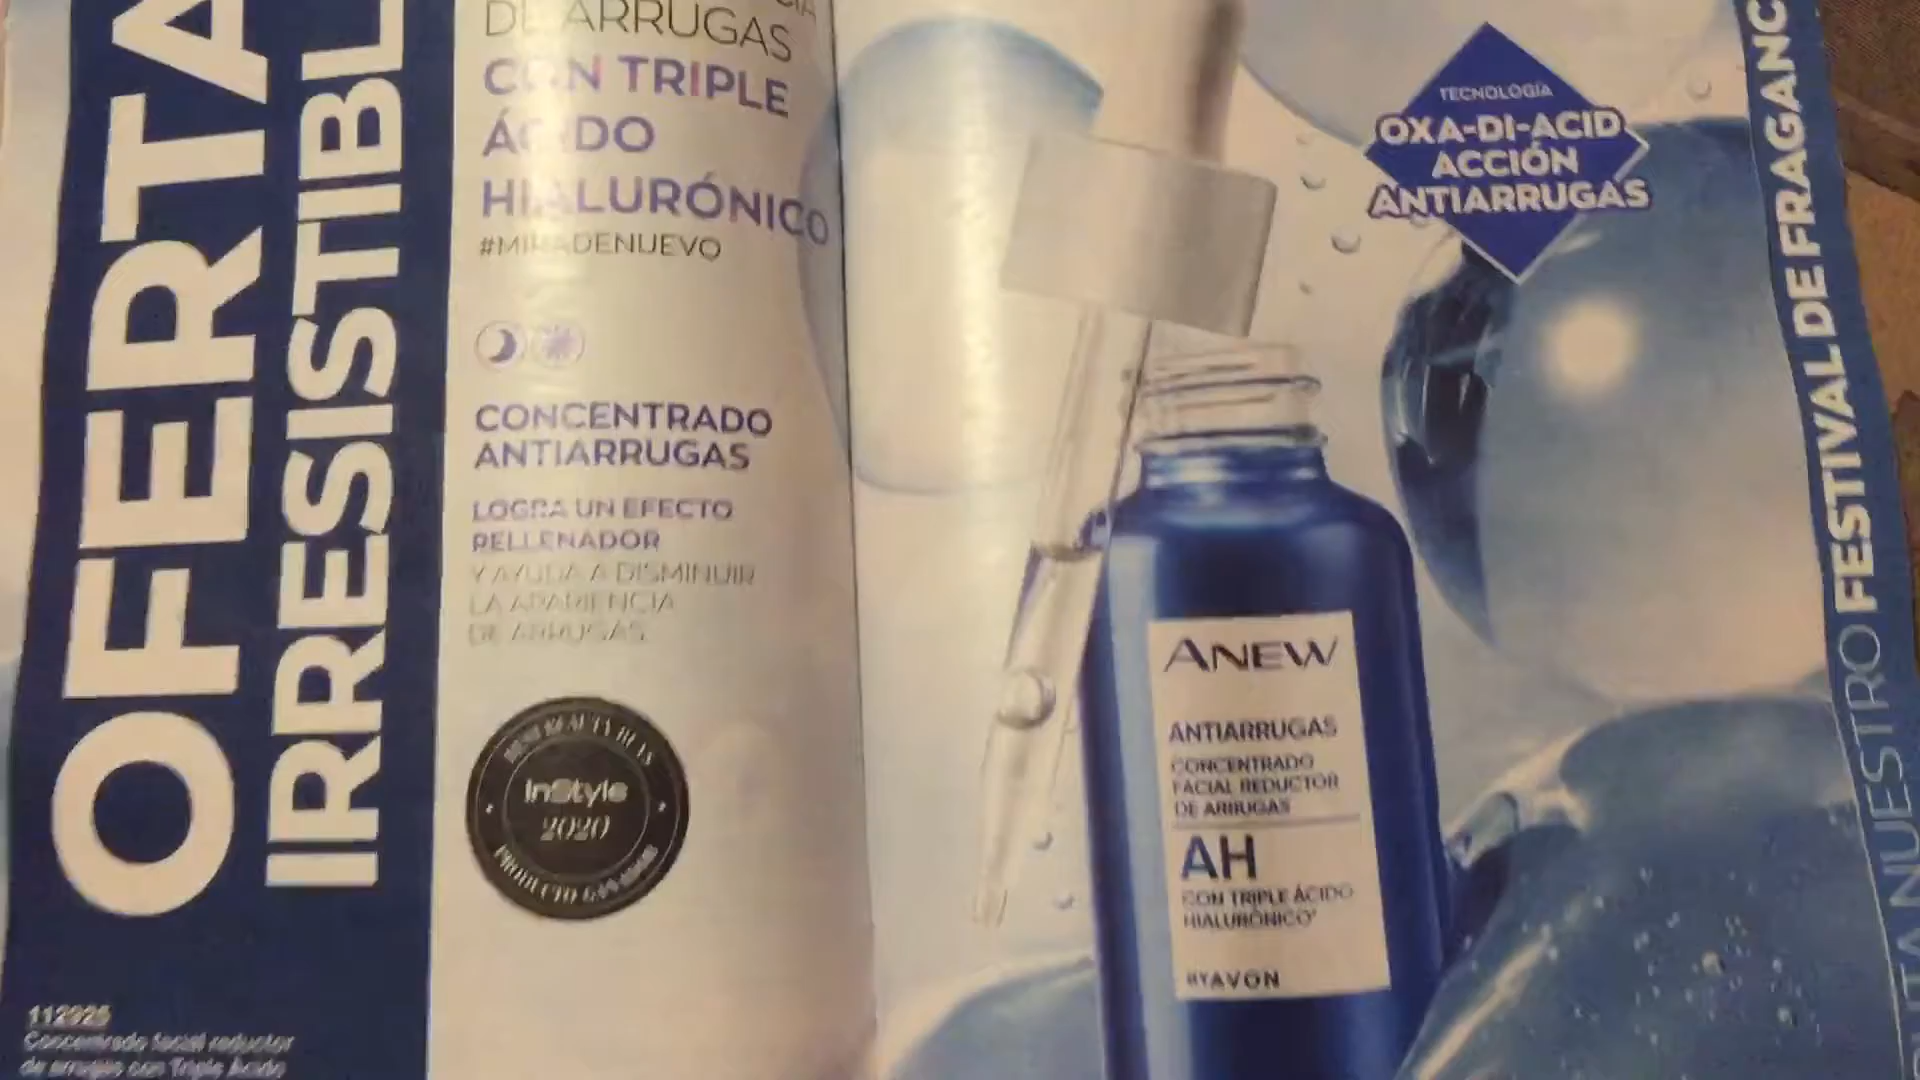 OFERTA
IRRESISTIBL
DE ARRUGAS
CON TRIPLE
ÁCIDO
HIALURÓNICO
#MIRADENUEVO
CONCENTRADO
ANTIARRUGAS
LOGRA UN EFECTO
RELLENADOR
Y AYUDA A DISMINUIR
LA APARIENCIA
DE ARRUGAS
InStyle
2020
PRODUCTO GANADOR
112925
Concentrado facial reductor
de arrugas con Triple Ácido
TECNOLOGÍA
OXA-DI-ACID
ACCIÓN
ANTIARRUGAS
ANEW
ANTIARRUGAS
CONCENTRADO
FACIAL REDUCTOR
DE ARRUGAS
AH
CON TRIPLE ÁCIDO
HIALURÓNICO*
BY AVON
NUESTRO FESTIVAL DE FRAGANC